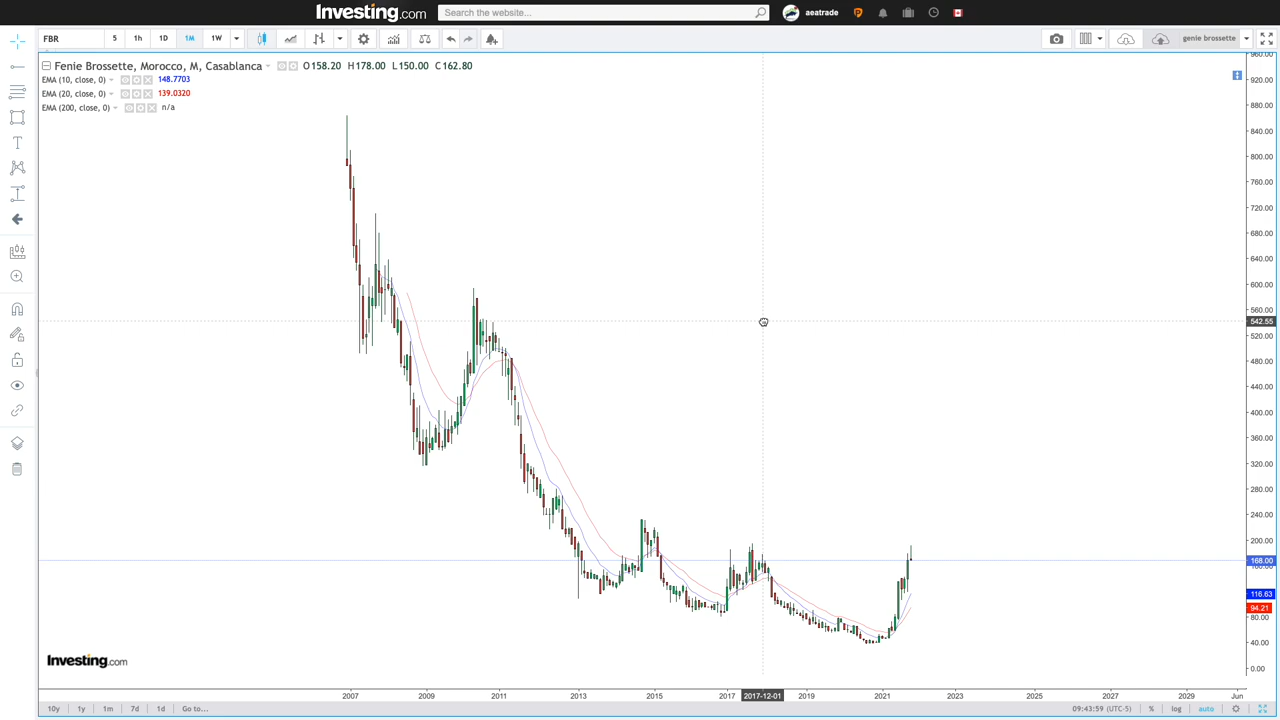 Investing.com
Search the website...
aeatrade
FBR
5 1h 1D 1M 1W
genie brossette
Fenie Brossette, Morocco, M, Casablanca O158.20 H178.00 L150.00 C162.80
EMA (10, close, 0) 148.7703
EMA (20, close, 0) 139.0320
EMA (200, close, 0) n/a
960.00
920.00
880.00
840.00
800.00
760.00
720.00
680.00
640.00
600.00
560.00
542.55
520.00
480.00
440.00
400.00
360.00
320.00
280.00
240.00
200.00
168.00
160.00
116.63
94.21
80.00
40.00
0.00
Investing.com
2007 2009 2011 2013 2015 2017 2017-12-01 2019 2021 2023 2025 2027 2029 Jun
10y 1y 1m 7d 1d Go to...
09:43:59 (UTC-5) % log auto